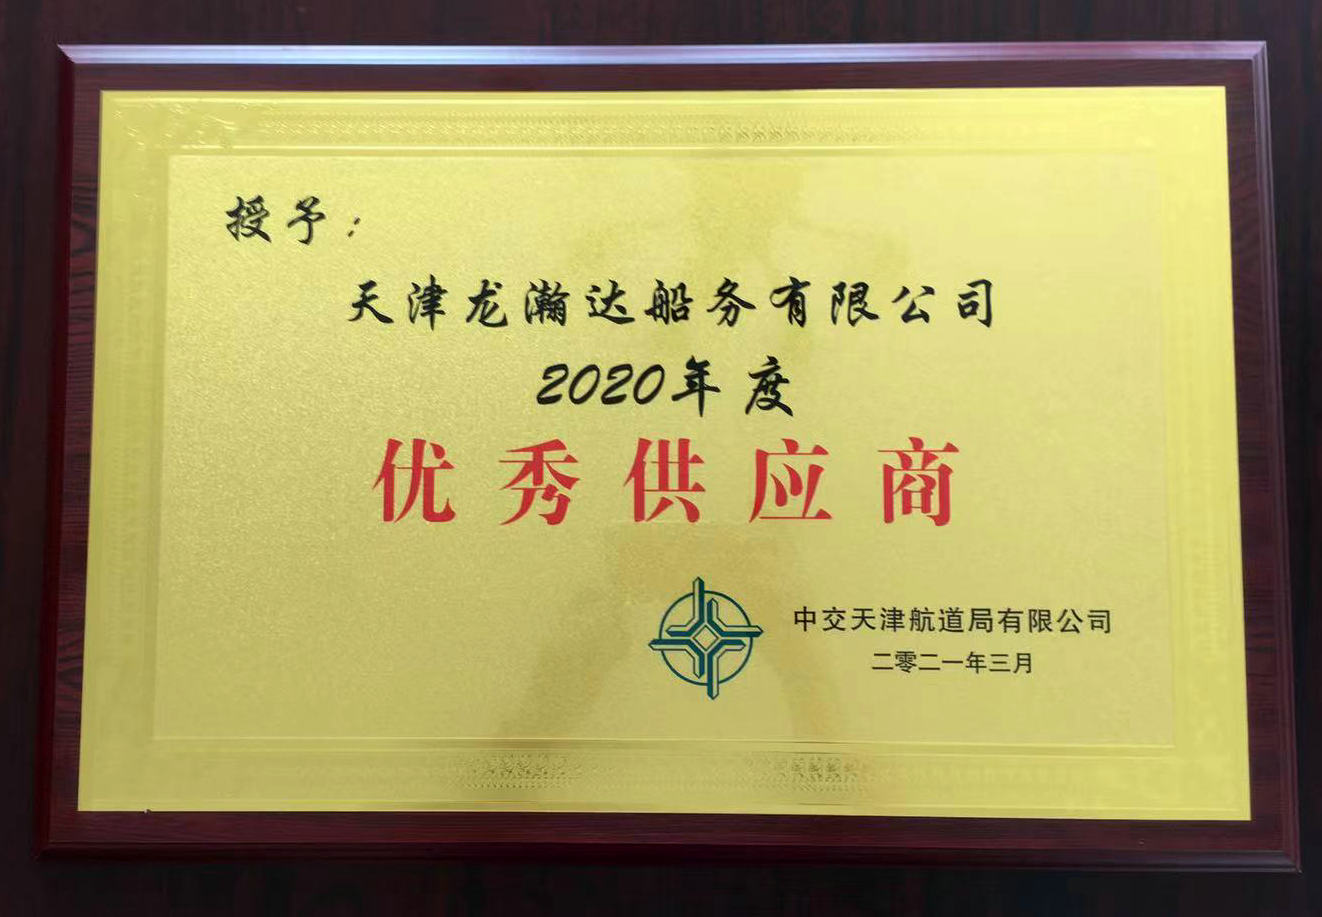 授予：
天津龙瀚达船务有限公司
2020年度
优秀供应商
中交天津航道局有限公司
二零二一年三月